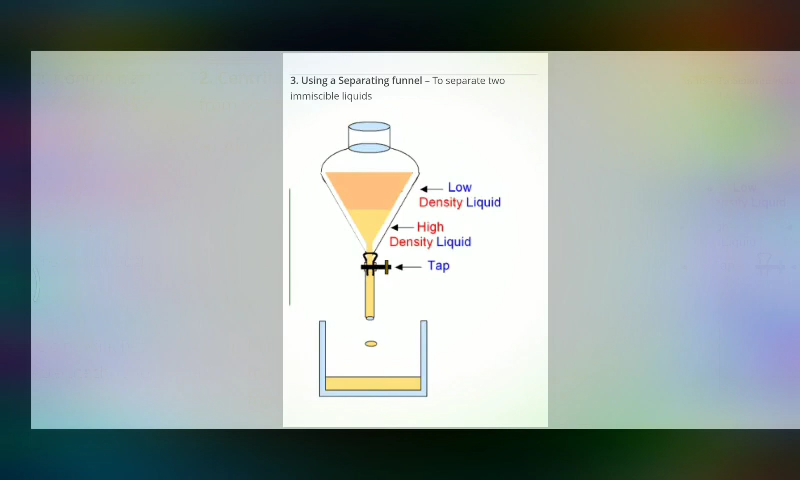 3. Using a Separating funnel – To separate two
immiscible liquids
Low
Density Liquid
High
Density Liquid
Tap